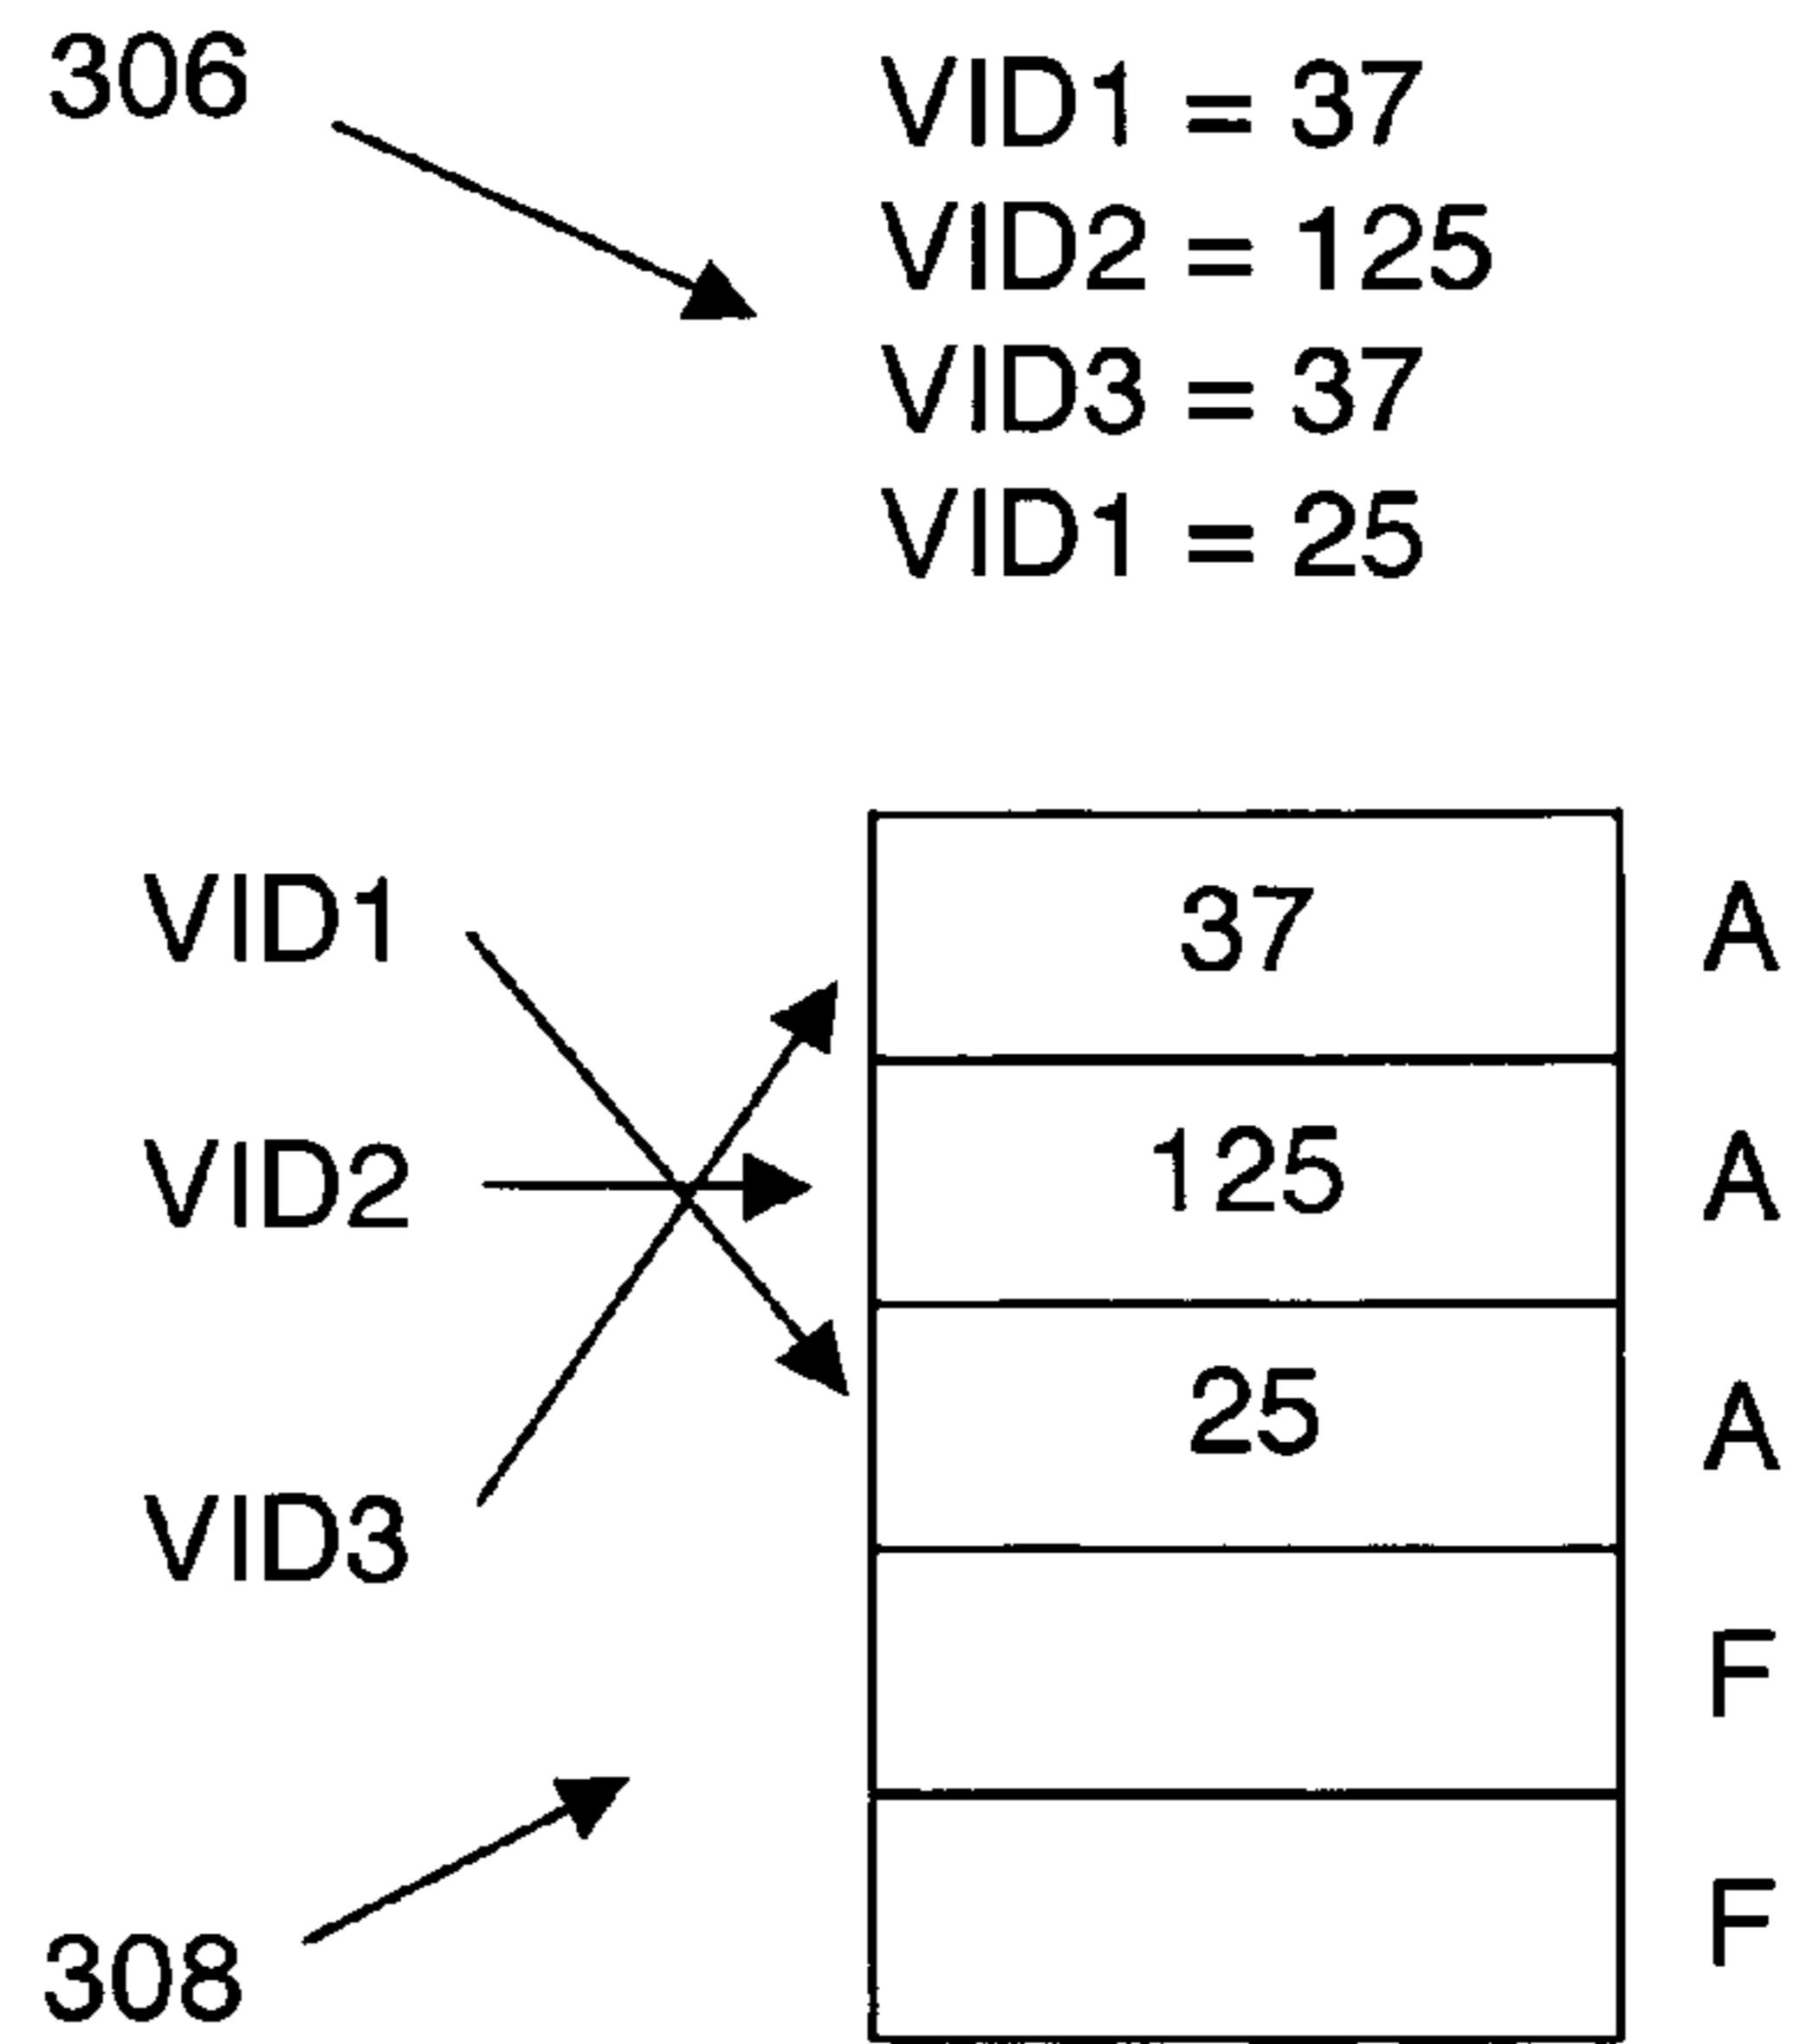 306
VID1 = 37
VID2 = 125
VID3 = 37
VID1 = 25
VID1
37
A
VID2
125
A
25
A
VID3
F
308
F